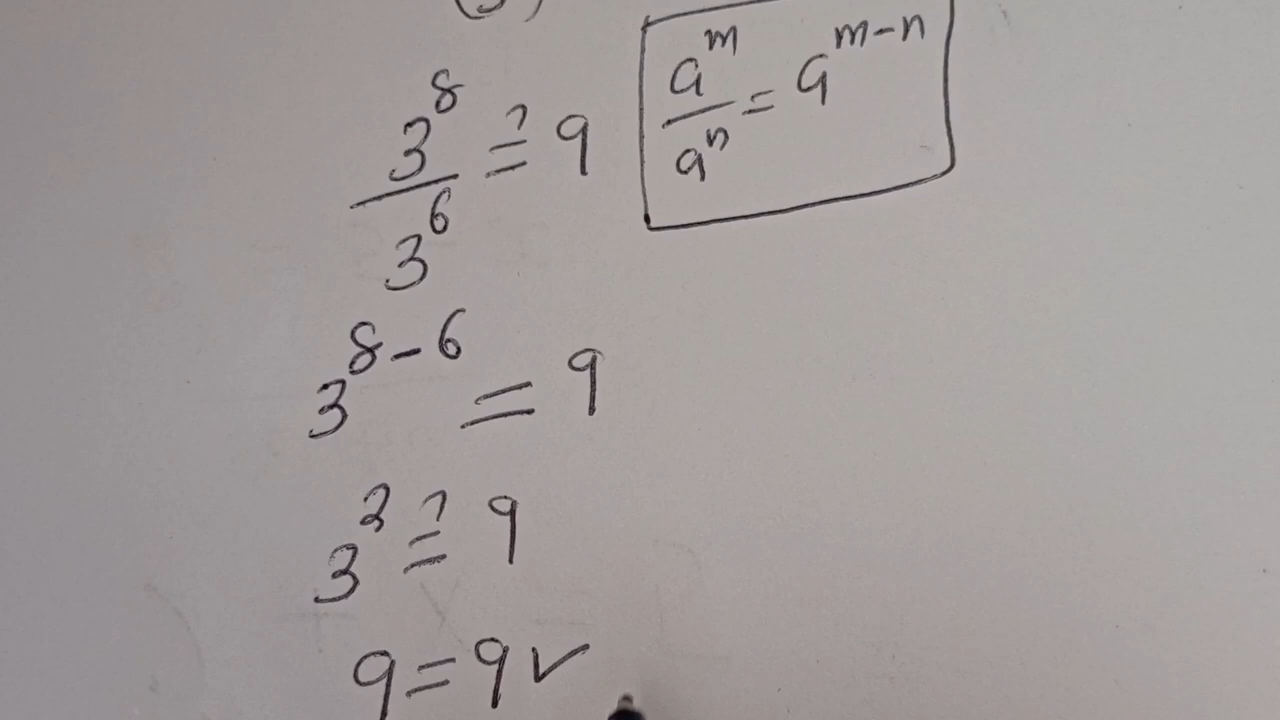 3^8/3^6 ?= 9
a^m/a^n = a^(m-n)
3^(8-6) = 9
3^2 ?= 9
9 = 9 ✓